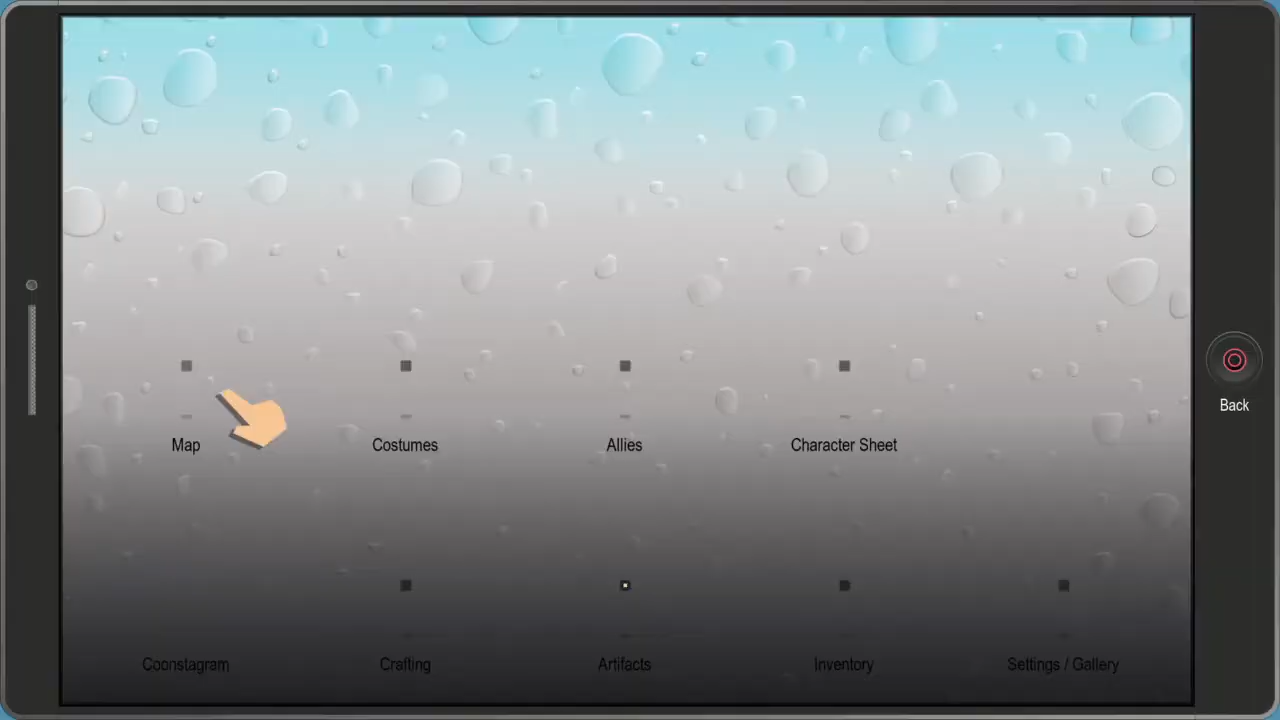 Map
Costumes
Allies
Character Sheet
Back
Coonstagram
Crafting
Artifacts
Inventory
Settings / Gallery